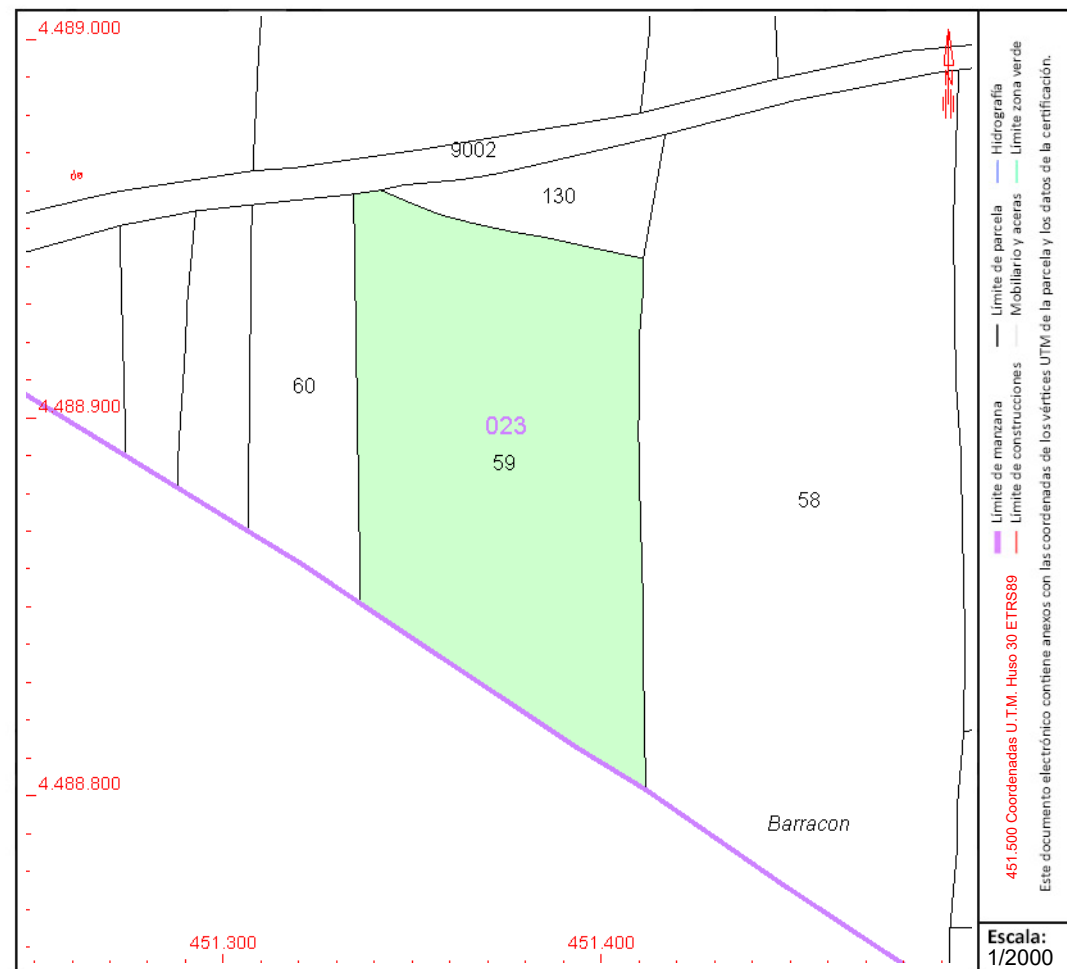 4.489.000
9002
130
de
60
4.488.900
023
59
58
4.488.800
Barracon
451.300
451.400
N
Límite de manzana
Límite de parcela
Hidrografía
Límite de construcciones
Mobiliario y aceras
Límite zona verde
451.500 Coordenadas U.T.M. Huso 30 ETRS89
Este documento electrónico contiene anexos con las coordenadas de los vértices UTM de la parcela y los datos de la certificación.
Escala:
1/2000